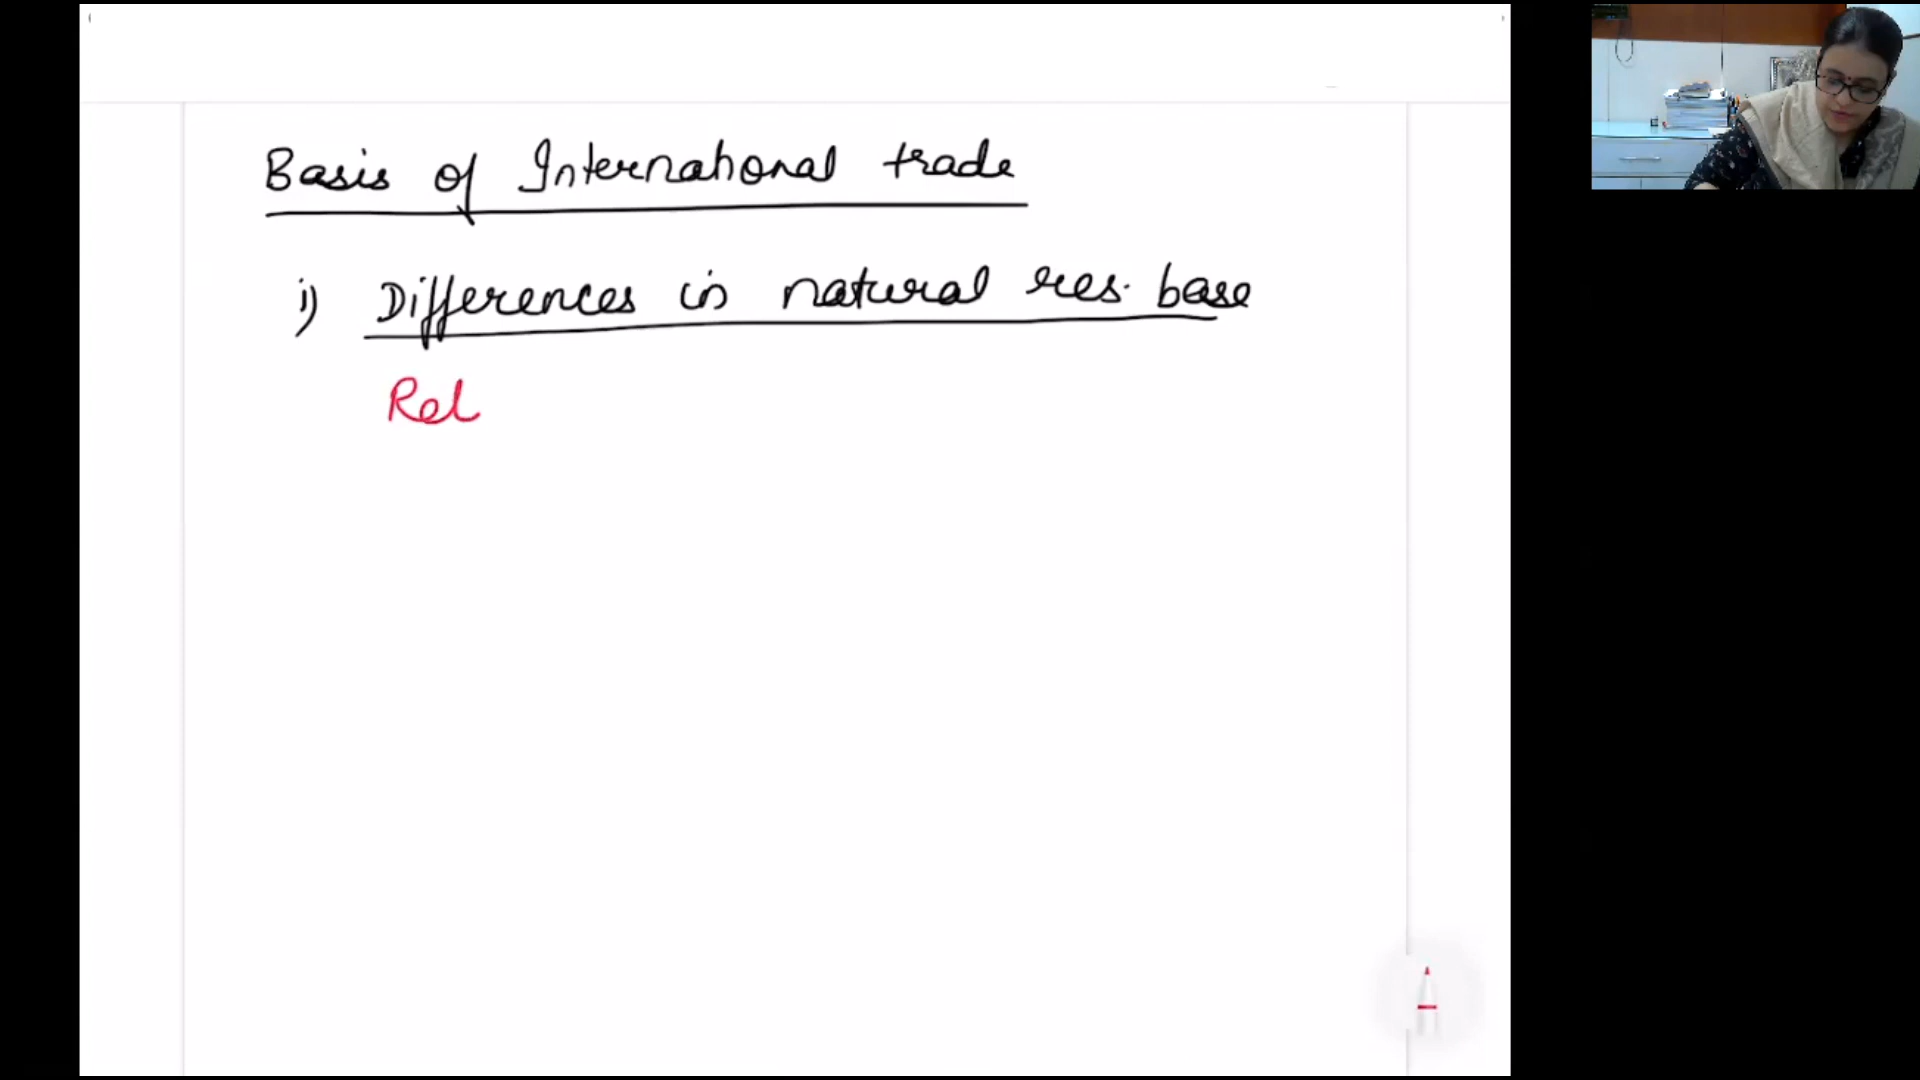 Basis of International trade
i) Differences in natural res. base
Rel